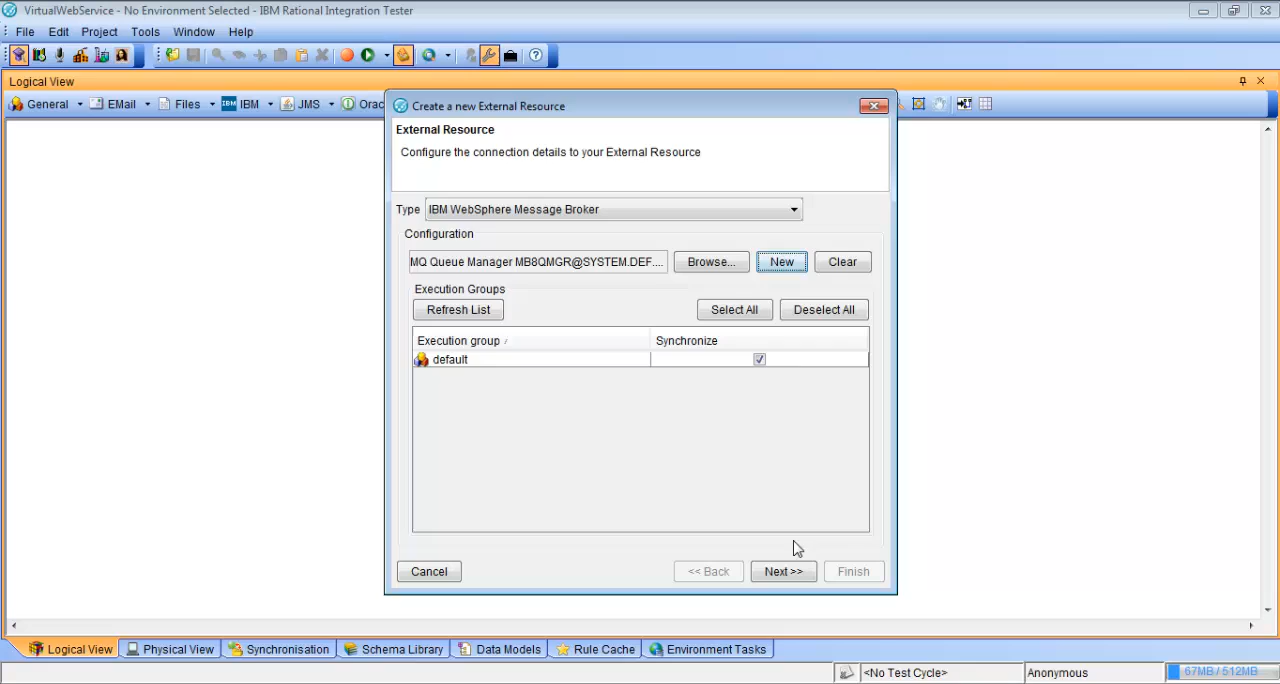 VirtualWebService - No Environment Selected - IBM Rational Integration Tester
File Edit Project Tools Window Help
Logical View
General EMail Files IBM IBM JMS Orac
Create a new External Resource
External Resource
Configure the connection details to your External Resource
Type IBM WebSphere Message Broker
Configuration
MQ Queue Manager MB8QMGR@SYSTEM.DEF.... Browse... New Clear
Execution Groups
Refresh List Select All Deselect All
Execution group / Synchronize
default
Cancel << Back Next >> Finish
Logical View Physical View Synchronisation Schema Library Data Models Rule Cache Environment Tasks
<No Test Cycle> Anonymous 67MB / 512MB